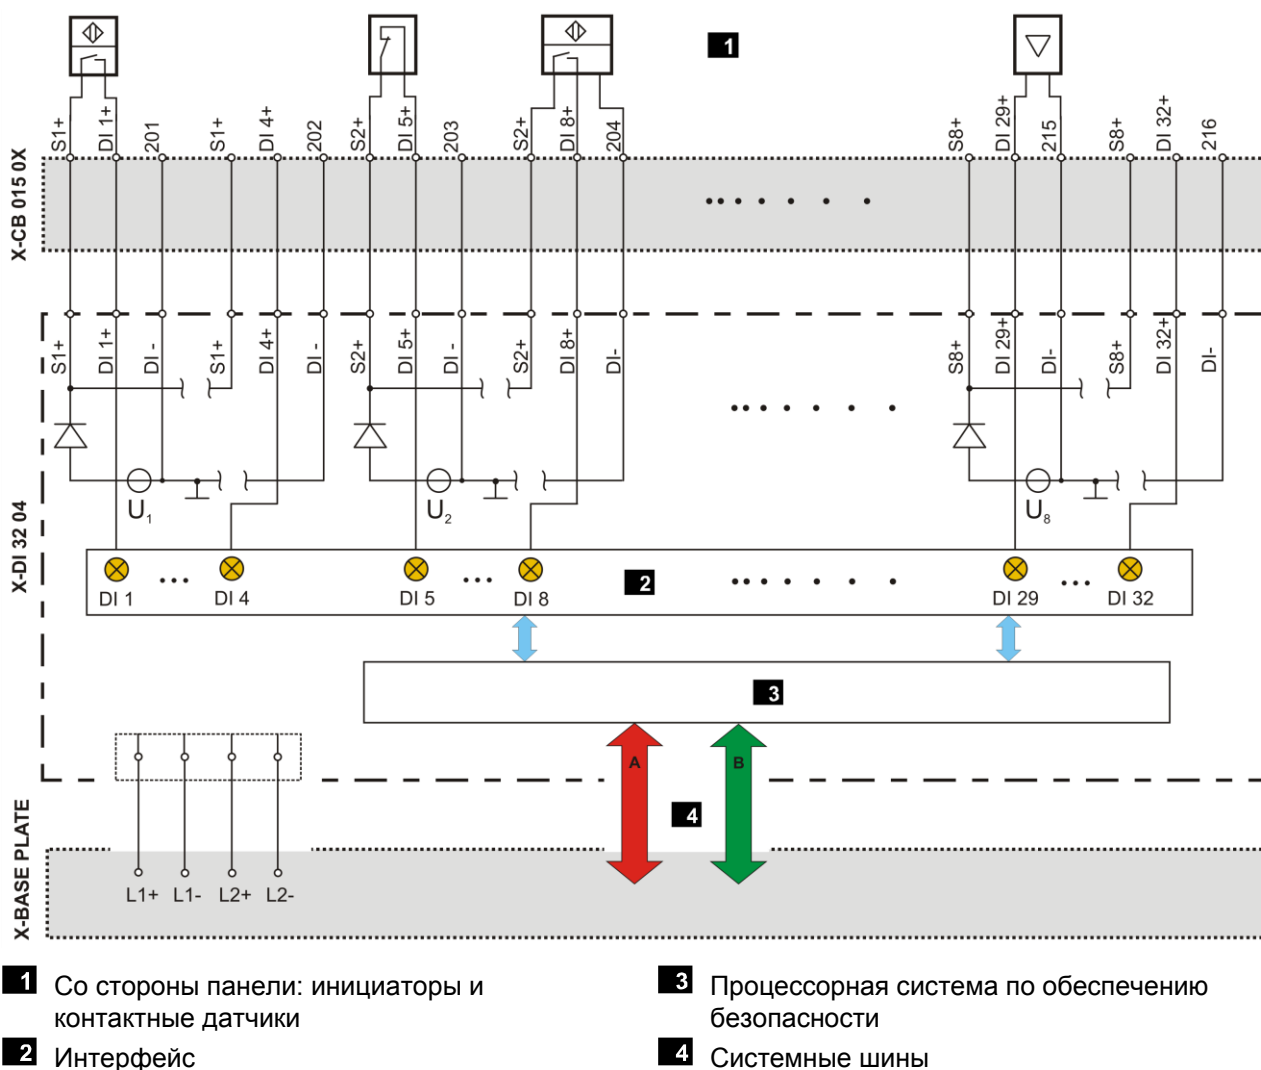 1
S1+ DI 1+ 201 S1+ DI 4+ 202 S2+ DI 5+ 203 S2+ DI 8+ 204 S8+ DI 29+ 215 S8+ DI 32+ 216
X-CB 015 0X
S1+ DI 1+ DI - S1+ DI 4+ DI - S2+ DI 5+ DI - S2+ DI 8+ DI- S8+ DI 29+ DI- S8+ DI 32+ DI-
U1 U2 U8
X-DI 32 04
2
DI 1 DI 4 DI 5 DI 8 DI 29 DI 32
3
A B
4
X-BASE PLATE
L1+ L1- L2+ L2-
1 Со стороны панели: инициаторы и
контактные датчики
2 Интерфейс
3 Процессорная система по обеспечению
безопасности
4 Системные шины